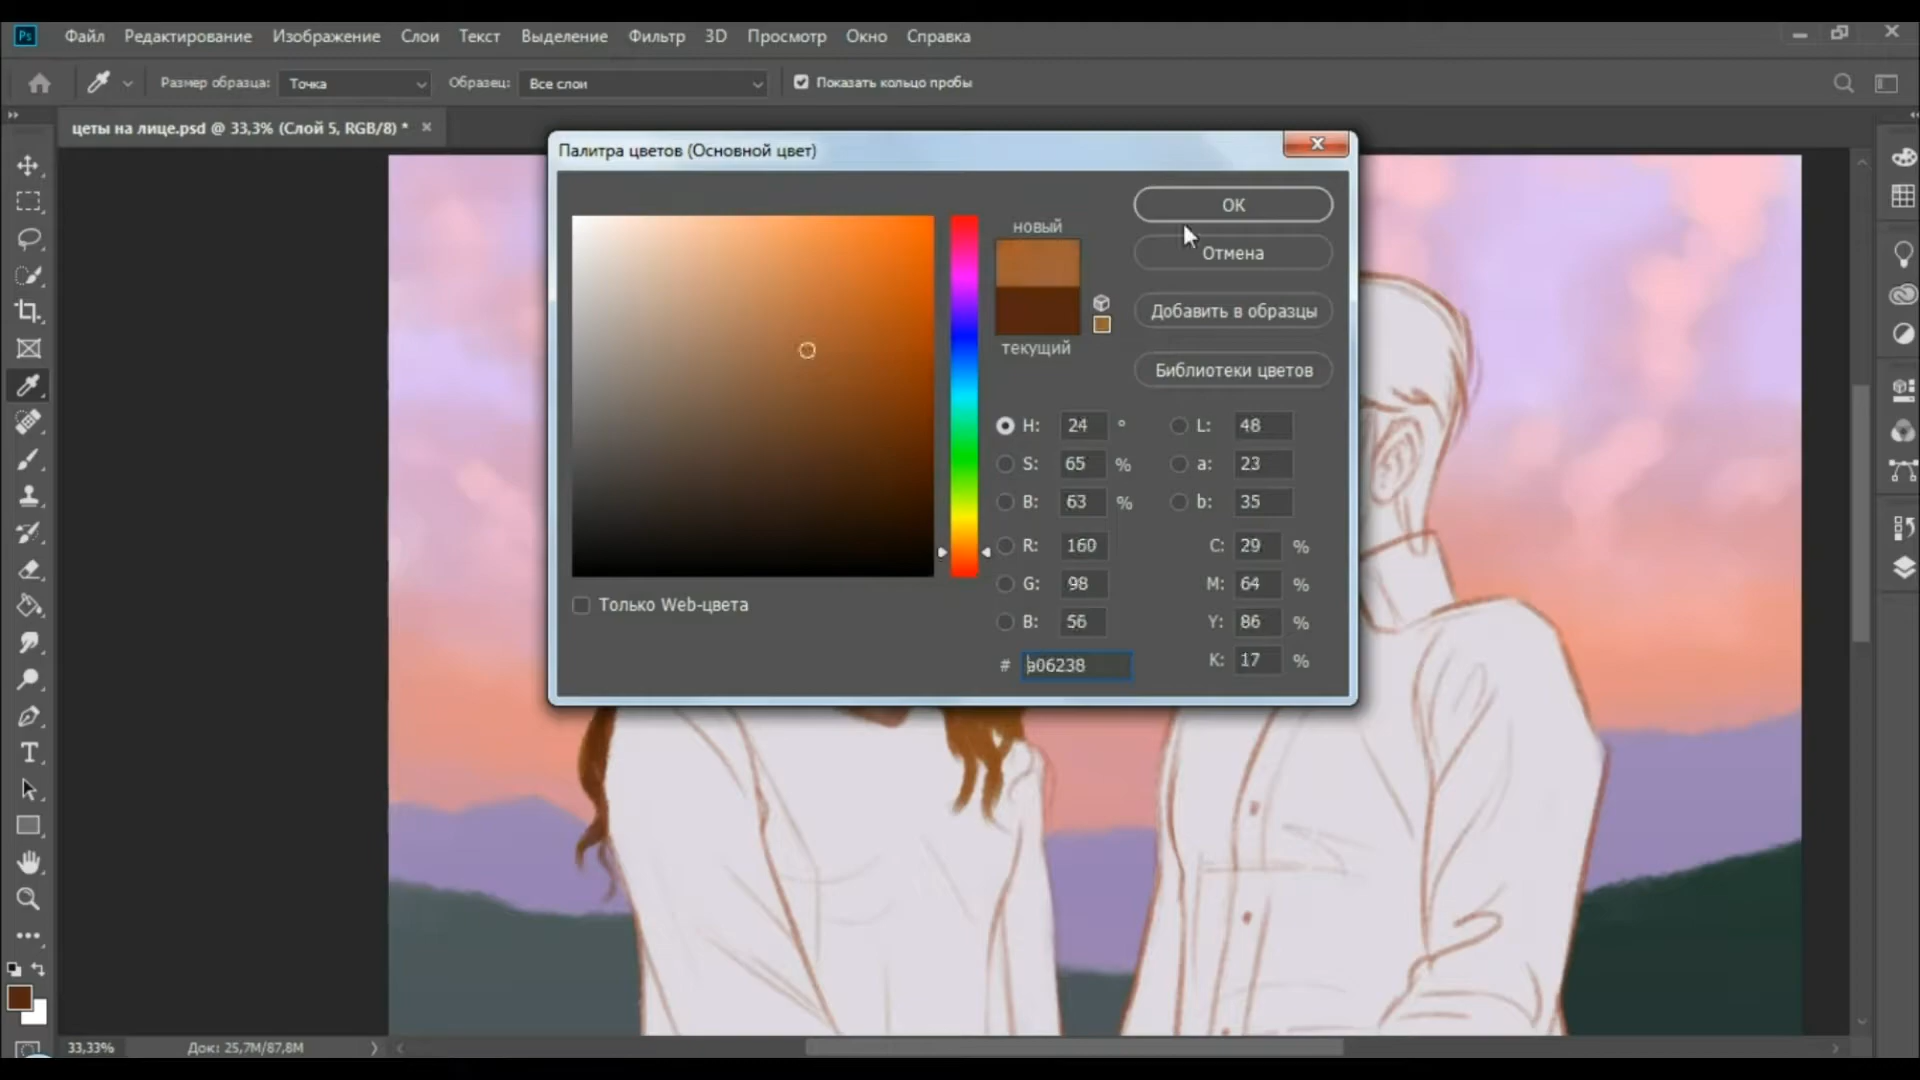 Ps Файл Редактирование Изображение Слои Текст Выделение Фильтр 3D Просмотр Окно Справка
Размер образца: Точка Образец: Все слои Показать кольцо пробы
цеты на лице.psd @ 33,3% (Слой 5, RGB/8) *
Палитра цветов (Основной цвет)
новый
текущий
OK
Отмена
Добавить в образцы
Библиотеки цветов
H: 24 ° L: 48
S: 65 % a: 23
B: 63 % b: 35
R: 160 C: 29 %
G: 98 M: 64 %
B: 56 Y: 86 %
# a06238 K: 17 %
Только Web-цвета
T
33,33% Док: 25,7M/87,8M